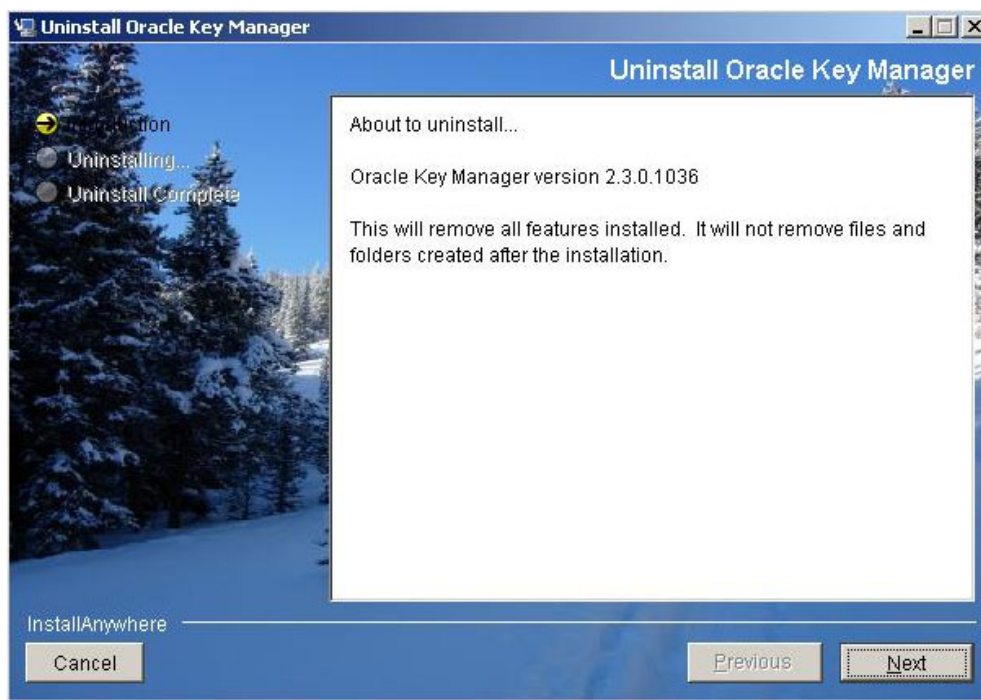 Uninstall Oracle Key Manager
Uninstall Oracle Key Manager
Introduction
Uninstalling...
Uninstall Complete
About to uninstall...
Oracle Key Manager version 2.3.0.1036
This will remove all features installed. It will not remove files and
folders created after the installation.
InstallAnywhere
Cancel
Previous
Next